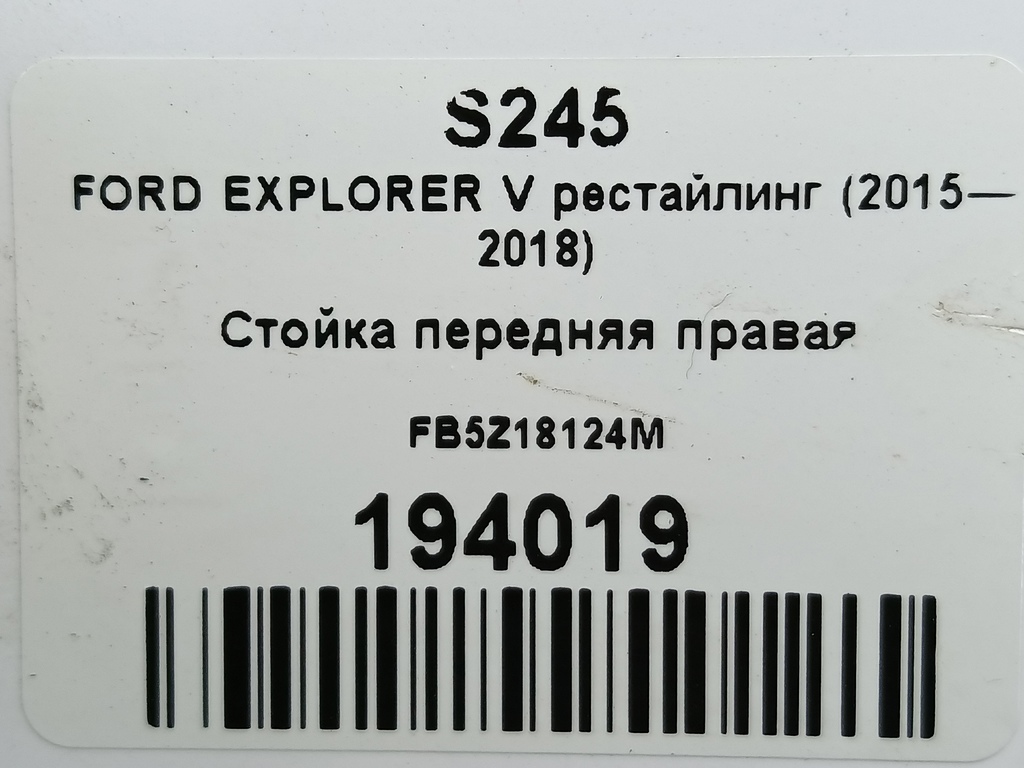 S245
FORD EXPLORER V рестайлинг (2015—
2018)
Стойка передняя правая
FB5Z18124M
194019